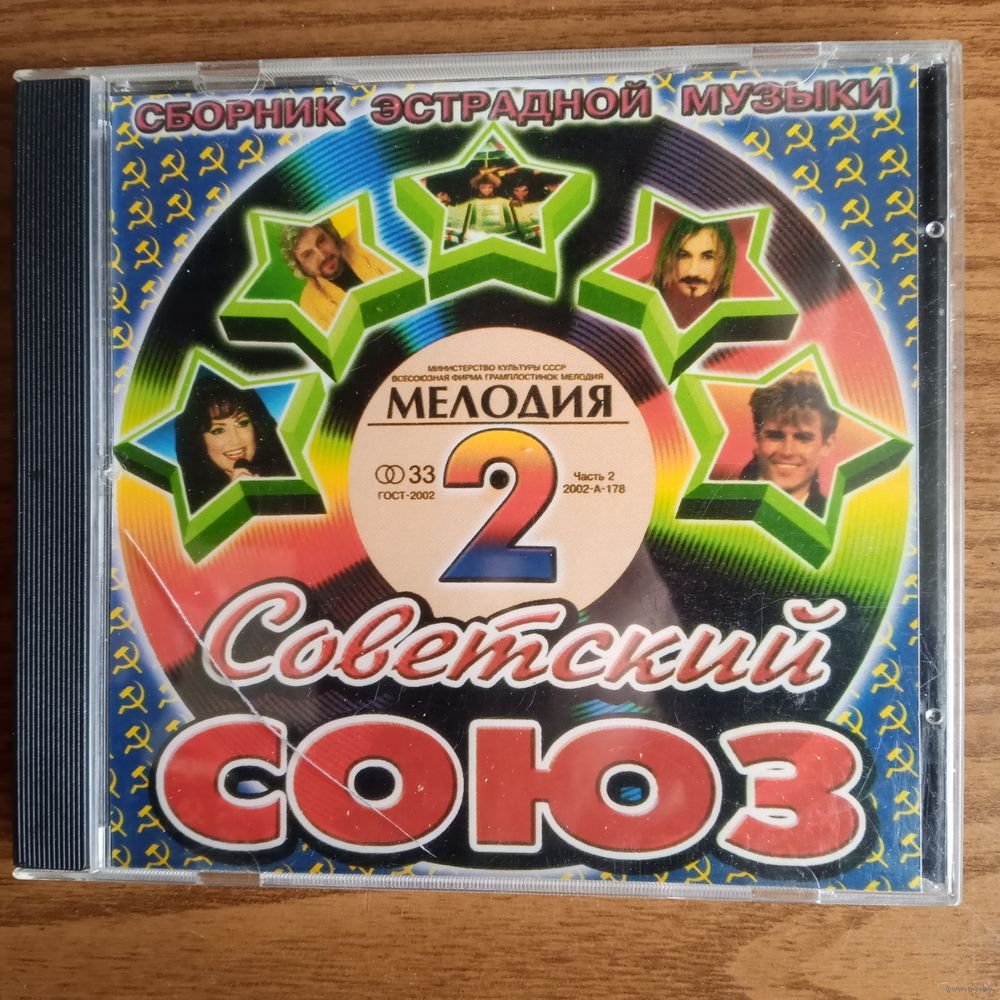 СБОРНИК ЭСТРАДНОЙ МУЗЫКИ
МИНИСТЕРСТВО КУЛЬТУРЫ СССР
ВСЕСОЮЗНАЯ ФИРМА ГРАМПЛОСТИНОК МЕЛОДИЯ
МЕЛОДИЯ
33
ГОСТ-2002
2
Часть 2
2002-А-178
Советский
СОЮЗ